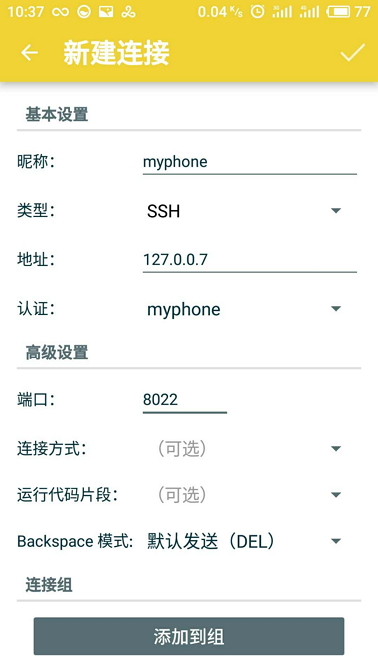 10:37 0.04 K/s 77
新建连接
基本设置
昵称： myphone
类型： SSH
地址： 127.0.0.7
认证： myphone
高级设置
端口： 8022
连接方式： （可选）
运行代码片段： （可选）
Backspace 模式: 默认发送（DEL）
连接组
添加到组